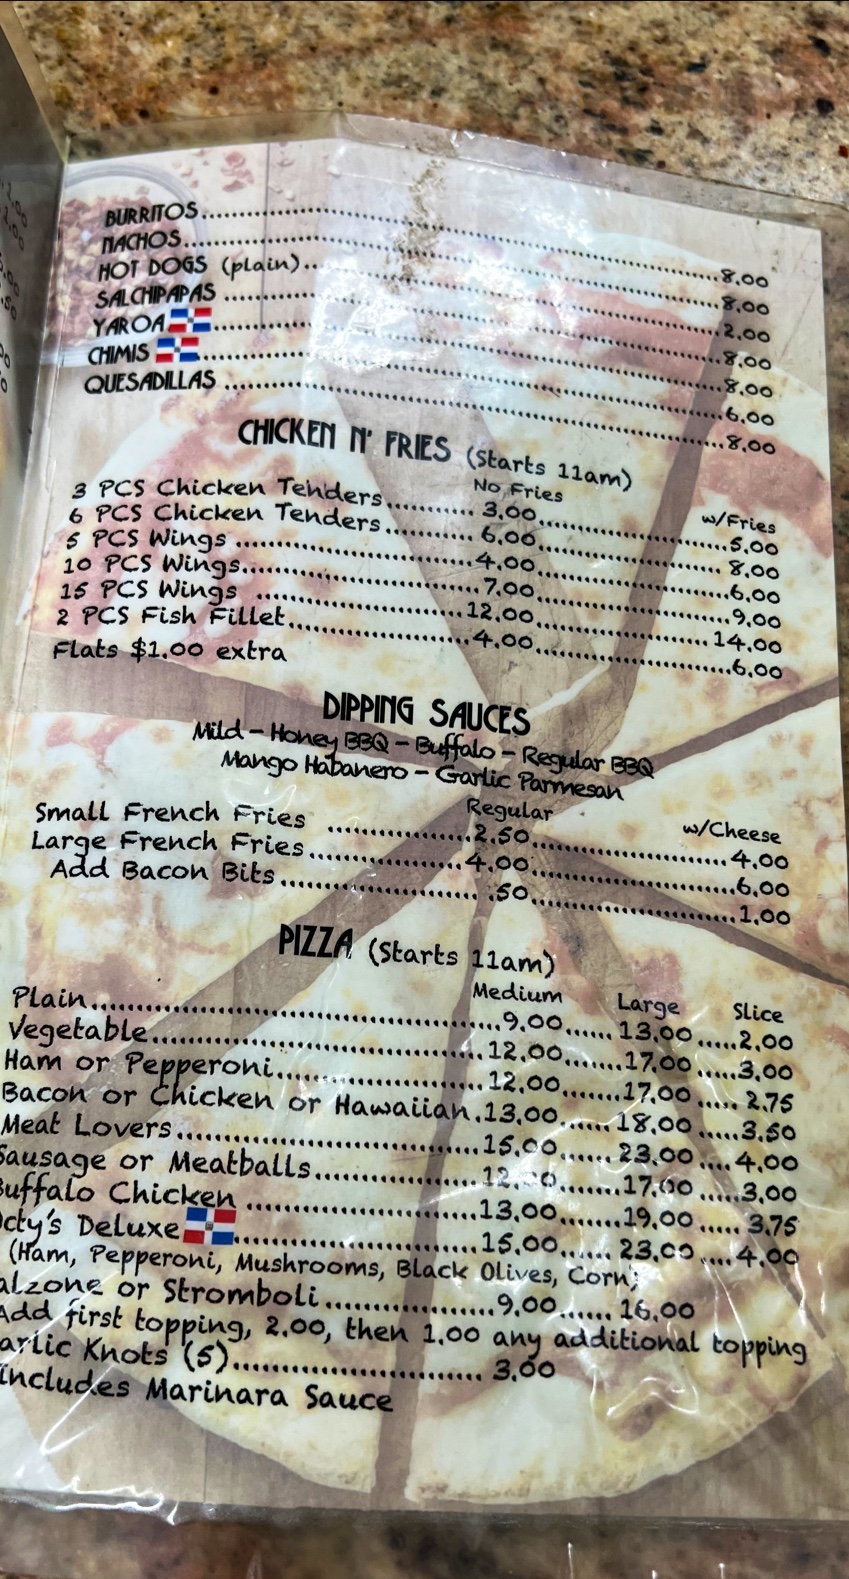 BURRITOS........8.00
NACHOS........8.00
HOT DOGS (plain)........2.00
SALCHIPAPAS ........8.00
YAROA ........8.00
CHIMIS ........6.00
QUESADILLAS ........8.00
CHICKEN N' FRIES (Starts 11am)
No Fries w/Fries
3 PCS Chicken Tenders........3.00........5.00
6 PCS Chicken Tenders........6.00........8.00
5 PCS Wings ........4.00........6.00
10 PCS Wings........7.00........9.00
15 PCS Wings ........12.00........14.00
2 PCS Fish Fillet........4.00........6.00
Flats $1.00 extra
DIPPING SAUCES
Mild - Honey BBQ - Buffalo - Regular BBQ
Mango Habanero - Garlic Parmesan
Regular w/Cheese
Small French Fries ........2.50........4.00
Large French Fries........4.00........6.00
Add Bacon Bits........50........1.00
PIZZA (Starts 11am)
Medium Large Slice
Plain........9.00......13.00.....2.00
Vegetable........12.00......17.00.....3.00
Ham or Pepperoni........12.00......17.00..... 2.75
Bacon or Chicken or Hawaiian.13.00......18.00.....3.50
Meat Lovers........15.00...... 23.00....4.00
Sausage or Meatballs........12.00......17.00.....3.00
uffalo Chicken ........13.00......19.00..... 3.75
cty's Deluxe ........15.00...... 23.00....4.00
(Ham, Pepperoni, Mushrooms, Black Olives, Corn)
alzone or Stromboli........9.00...... 16.00
Add first topping, 2.00, then 1.00 any additional topping
arlic Knots (5)........ 3.00
includes Marinara Sauce